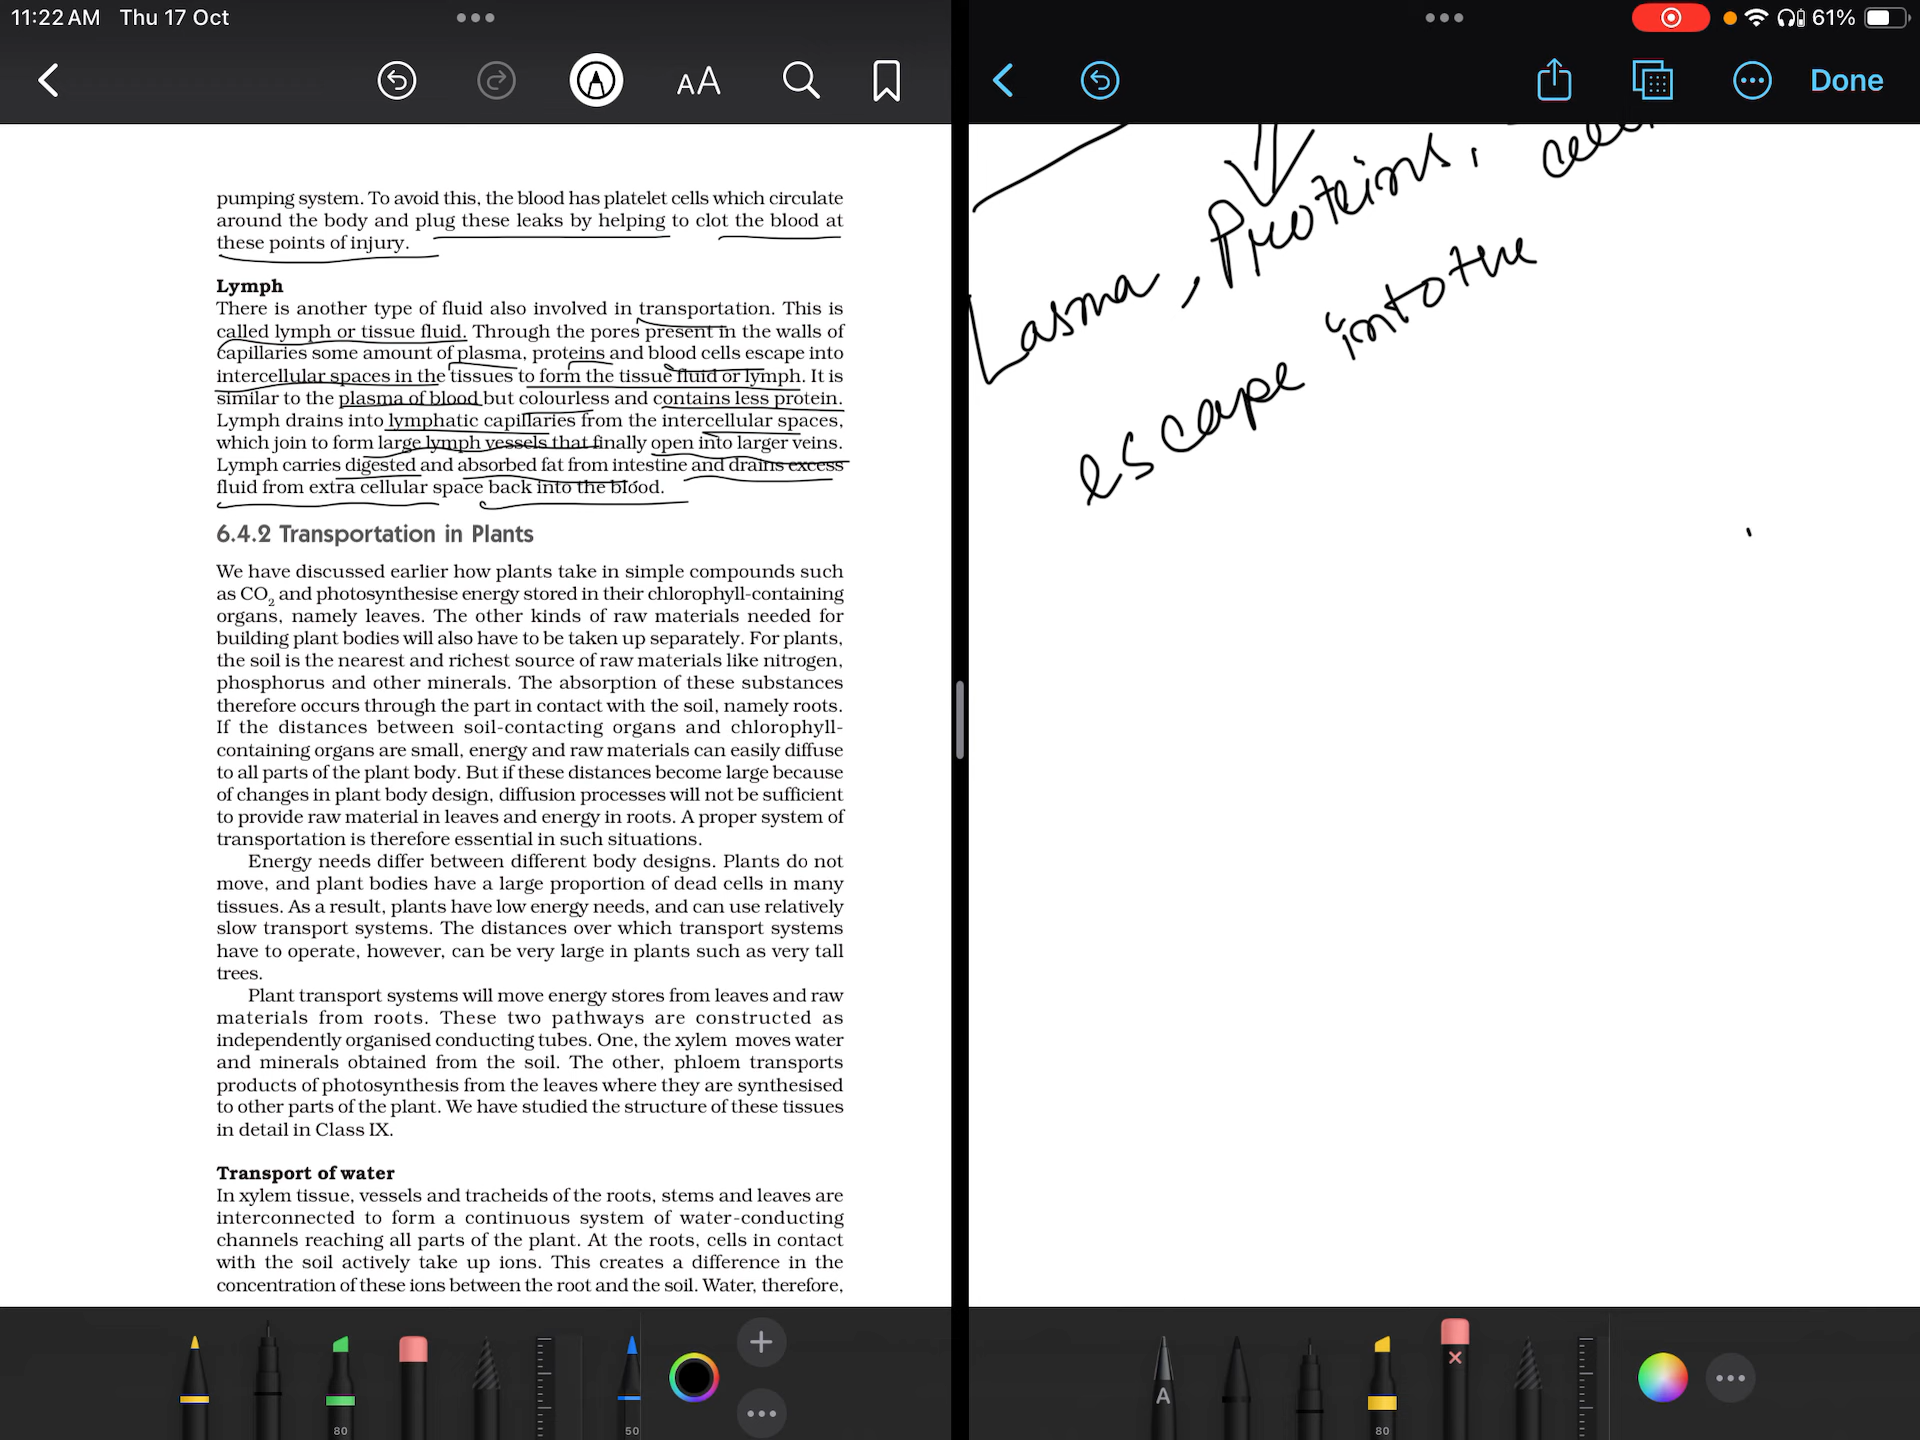 11:22 AM Thu 17 Oct
61%
AA
Done
pumping system. To avoid this, the blood has platelet cells which circulate
around the body and plug these leaks by helping to clot the blood at
these points of injury.
Lymph
There is another type of fluid also involved in transportation. This is
called lymph or tissue fluid. Through the pores present in the walls of
capillaries some amount of plasma, proteins and blood cells escape into
intercellular spaces in the tissues to form the tissue fluid or lymph. It is
similar to the plasma of blood but colourless and contains less protein.
Lymph drains into lymphatic capillaries from the intercellular spaces,
which join to form large lymph vessels that finally open into larger veins.
Lymph carries digested and absorbed fat from intestine and drains excess
fluid from extra cellular space back into the blood.
6.4.2 Transportation in Plants
We have discussed earlier how plants take in simple compounds such
as CO₂ and photosynthesise energy stored in their chlorophyll-containing
organs, namely leaves. The other kinds of raw materials needed for
building plant bodies will also have to be taken up separately. For plants,
the soil is the nearest and richest source of raw materials like nitrogen,
phosphorus and other minerals. The absorption of these substances
therefore occurs through the part in contact with the soil, namely roots.
If the distances between soil-contacting organs and chlorophyll-
containing organs are small, energy and raw materials can easily diffuse
to all parts of the plant body. But if these distances become large because
of changes in plant body design, diffusion processes will not be sufficient
to provide raw material in leaves and energy in roots. A proper system of
transportation is therefore essential in such situations.
Energy needs differ between different body designs. Plants do not
move, and plant bodies have a large proportion of dead cells in many
tissues. As a result, plants have low energy needs, and can use relatively
slow transport systems. The distances over which transport systems
have to operate, however, can be very large in plants such as very tall
trees.
Plant transport systems will move energy stores from leaves and raw
materials from roots. These two pathways are constructed as
independently organised conducting tubes. One, the xylem moves water
and minerals obtained from the soil. The other, phloem transports
products of photosynthesis from the leaves where they are synthesised
to other parts of the plant. We have studied the structure of these tissues
in detail in Class IX.
Transport of water
In xylem tissue, vessels and tracheids of the roots, stems and leaves are
interconnected to form a continuous system of water-conducting
channels reaching all parts of the plant. At the roots, cells in contact
with the soil actively take up ions. This creates a difference in the
concentration of these ions between the root and the soil. Water, therefore,
Lasma, Proteins,
escape into the
80
50
A
80